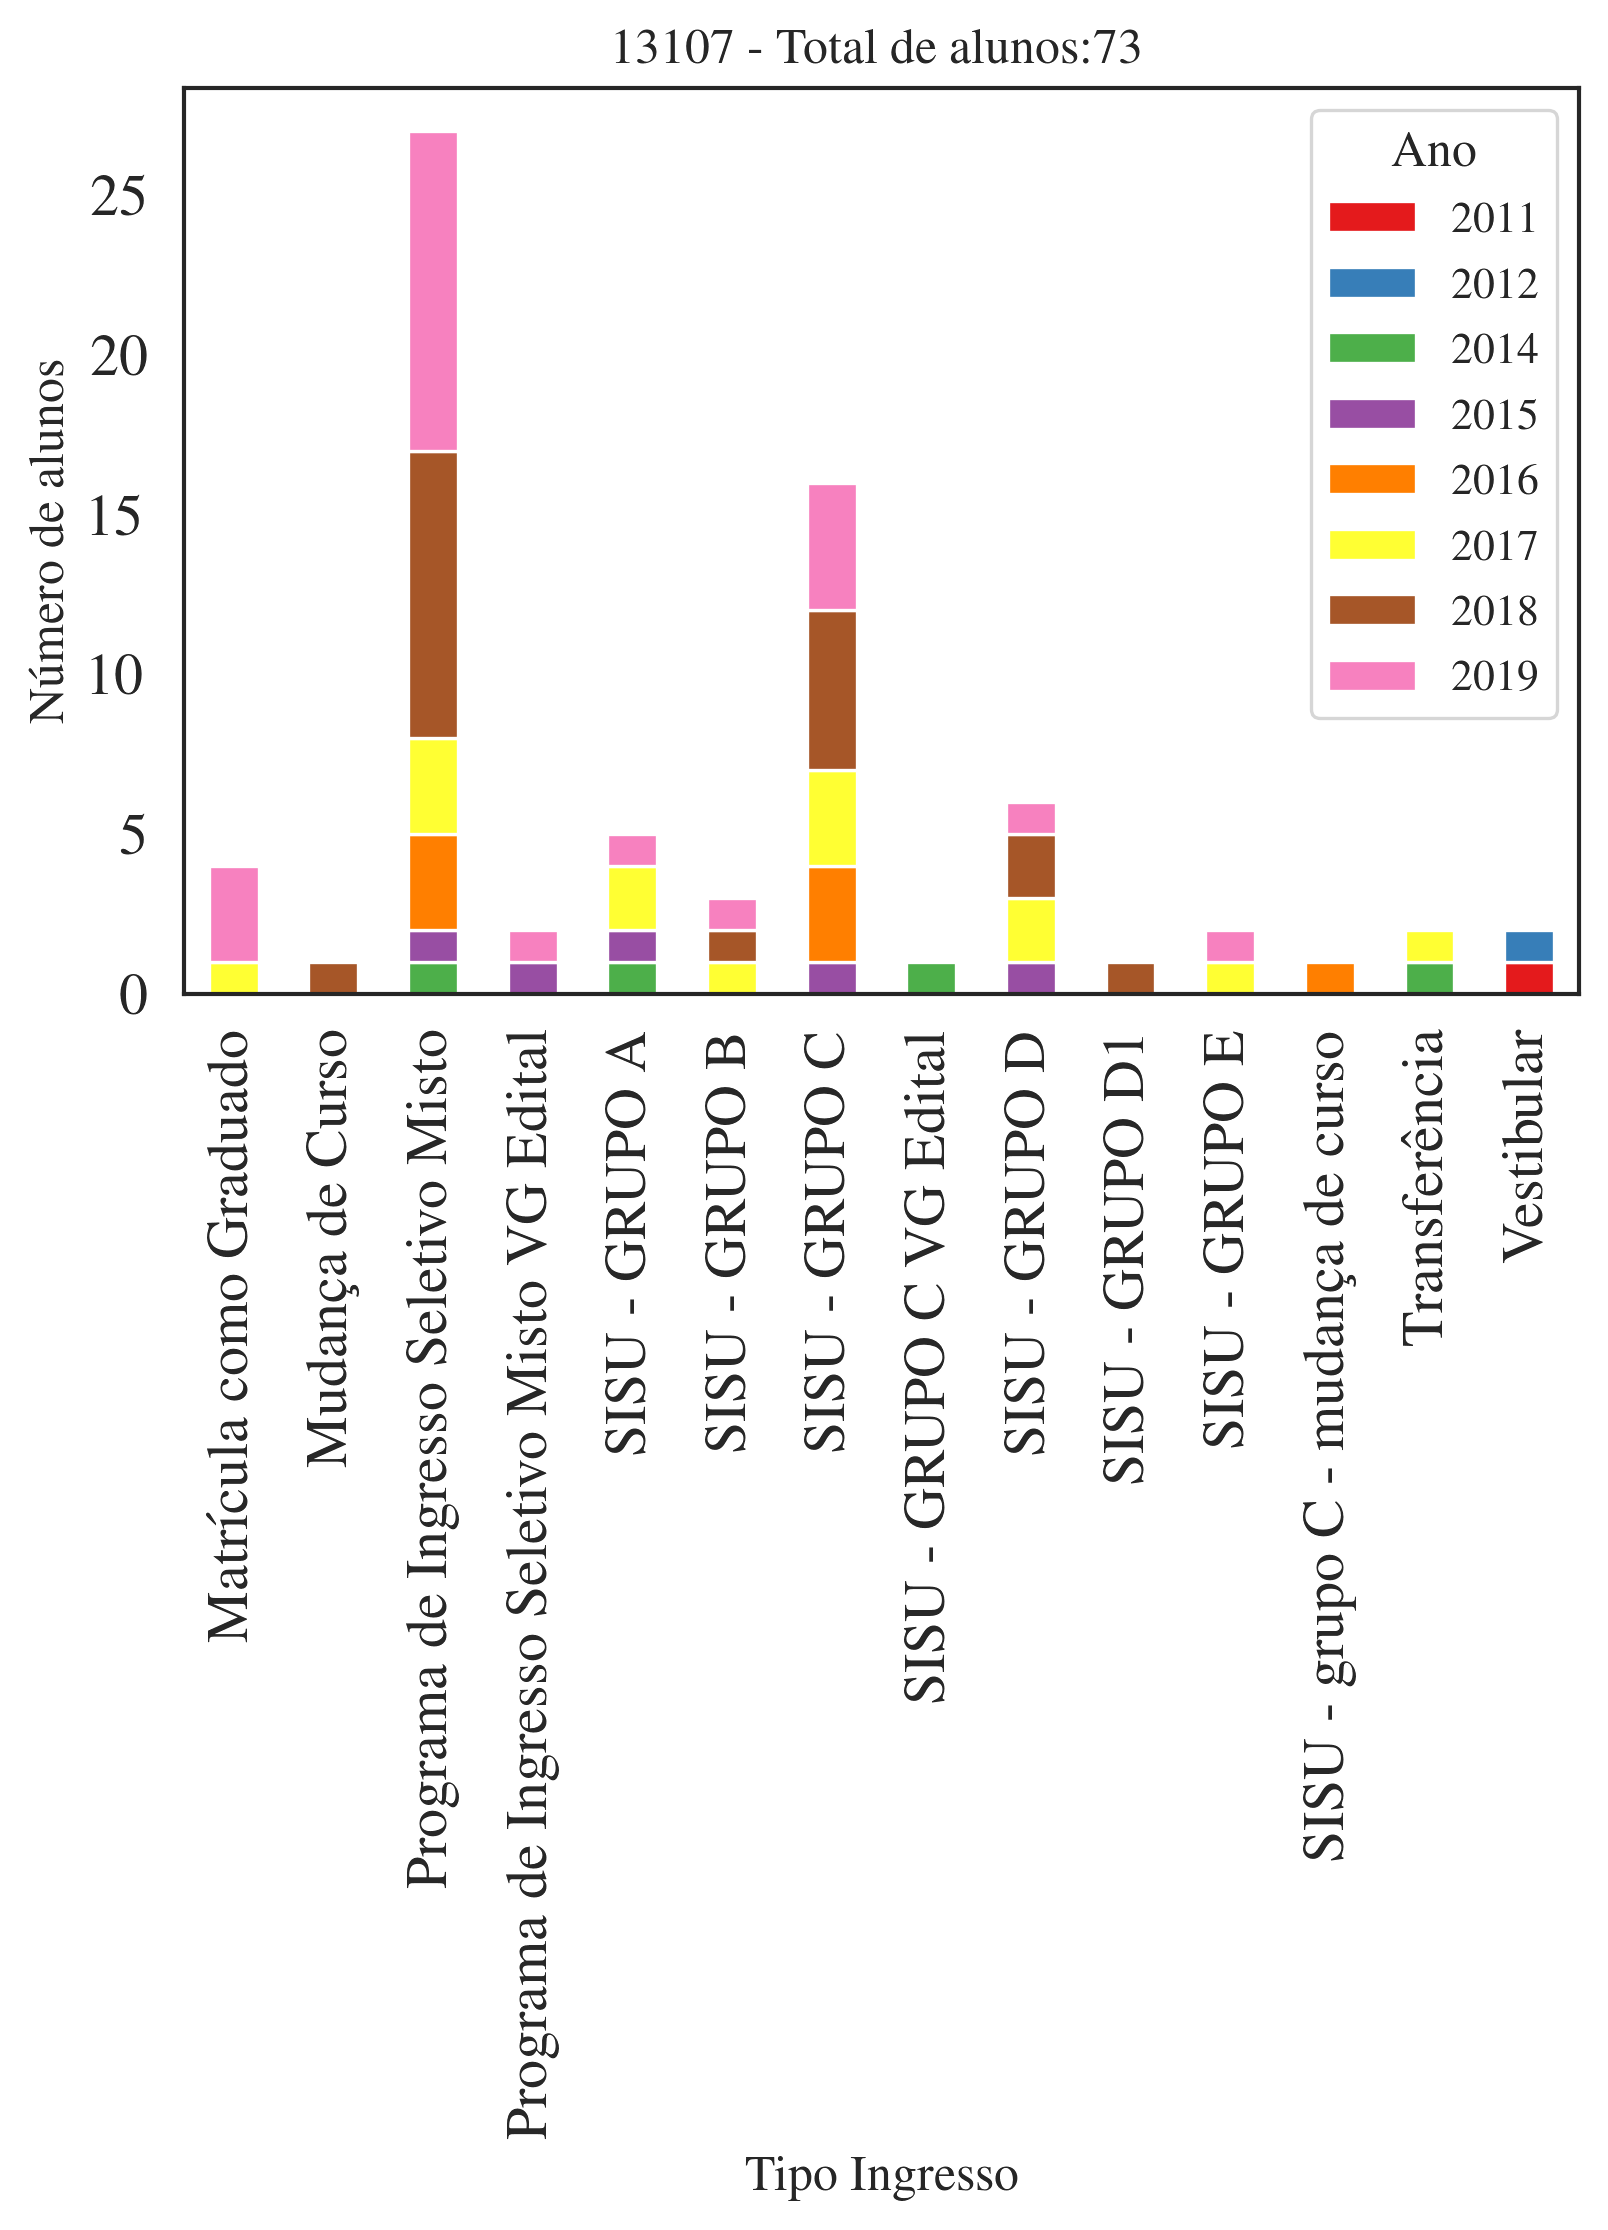 13107 - Total de alunos:73
Número de alunos
25
20
15
10
5
0
Ano
2011
2012
2014
2015
2016
2017
2018
2019
Matrícula como Graduado
Mudança de Curso
Programa de Ingresso Seletivo Misto
Programa de Ingresso Seletivo Misto VG Edital
SISU - GRUPO A
SISU - GRUPO B
SISU - GRUPO C
SISU - GRUPO C VG Edital
SISU - GRUPO D
SISU - GRUPO D1
SISU - GRUPO E
SISU - grupo C - mudança de curso
Transferência
Vestibular
Tipo Ingresso